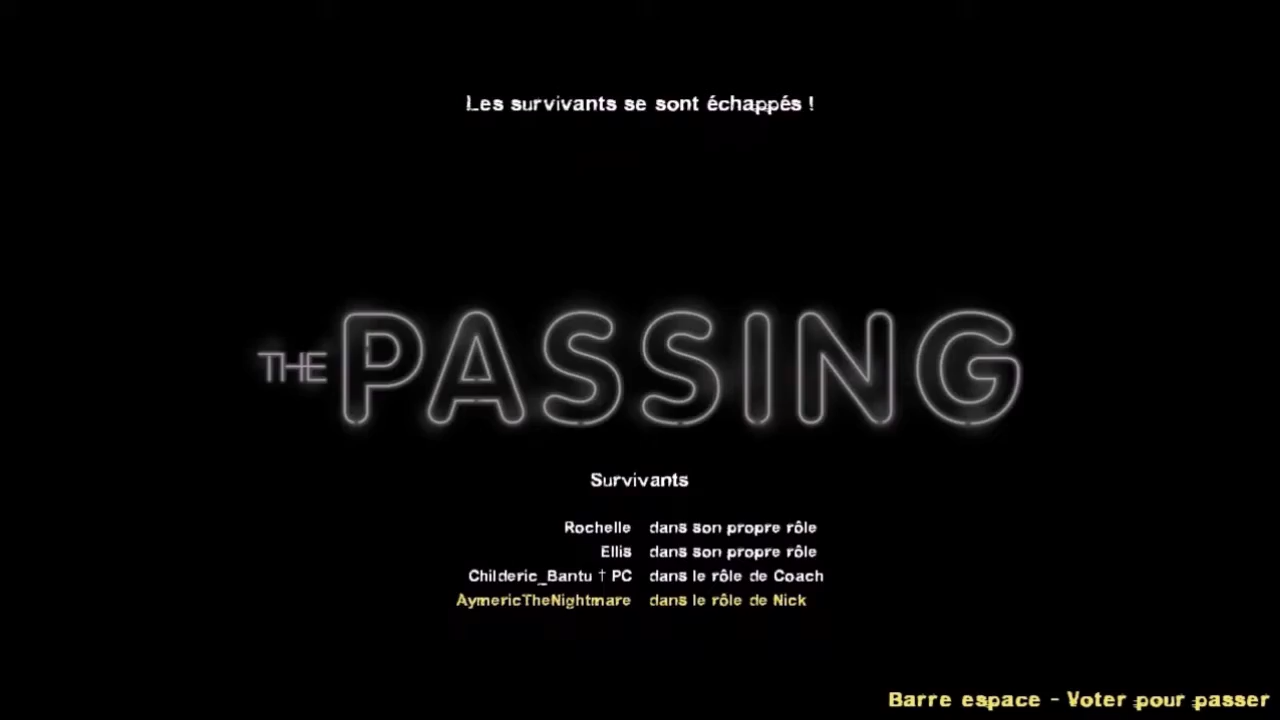 Les survivants se sont échappés !
THE PASSING
Survivants
Rochelle dans son propre rôle
Ellis dans son propre rôle
Childeric_Bantu † PC dans le rôle de Coach
AymericTheNightmare dans le rôle de Nick
Barre espace - Voter pour passer